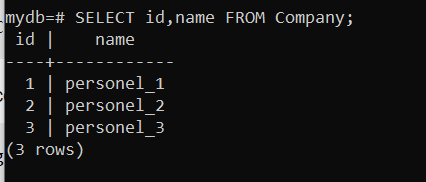 mydb=# SELECT id,name FROM Company;
 id |    name
----+------------
  1 | personel_1
  2 | personel_2
  3 | personel_3
(3 rows)